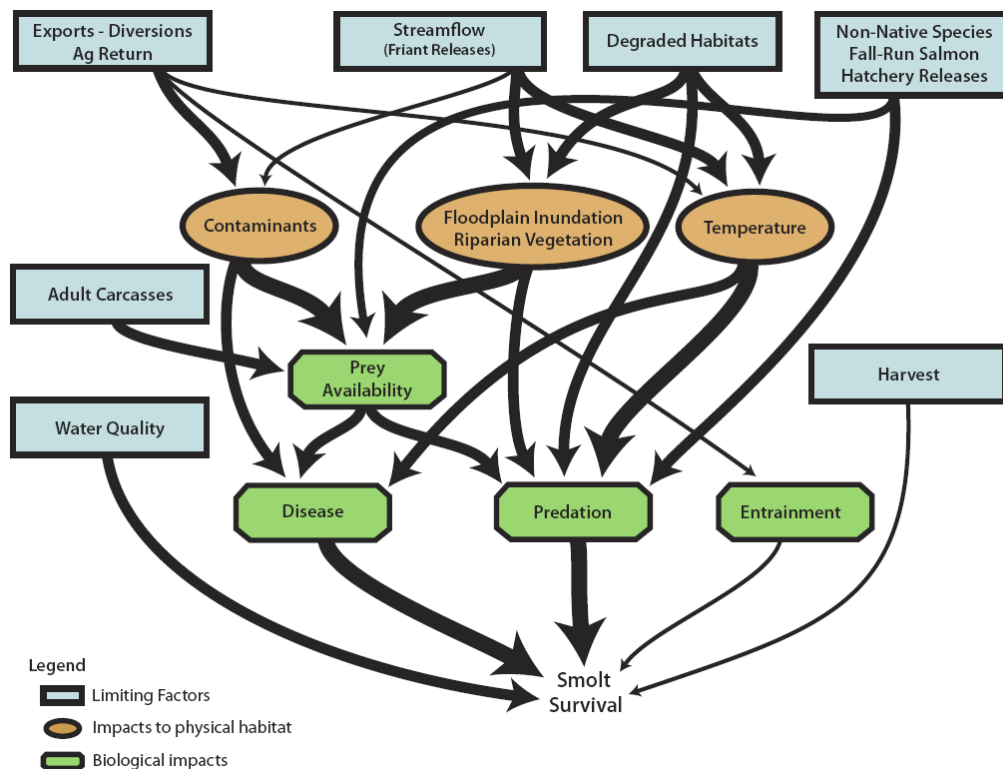 Exports - Diversions
Ag Return
Streamflow
(Friant Releases)
Degraded Habitats
Non-Native Species
Fall-Run Salmon
Hatchery Releases
Contaminants
Floodplain Inundation
Riparian Vegetation
Temperature
Adult Carcasses
Prey
Availability
Harvest
Water Quality
Disease
Predation
Entrainment
Smolt
Survival
Legend
Limiting Factors
Impacts to physical habitat
Biological impacts